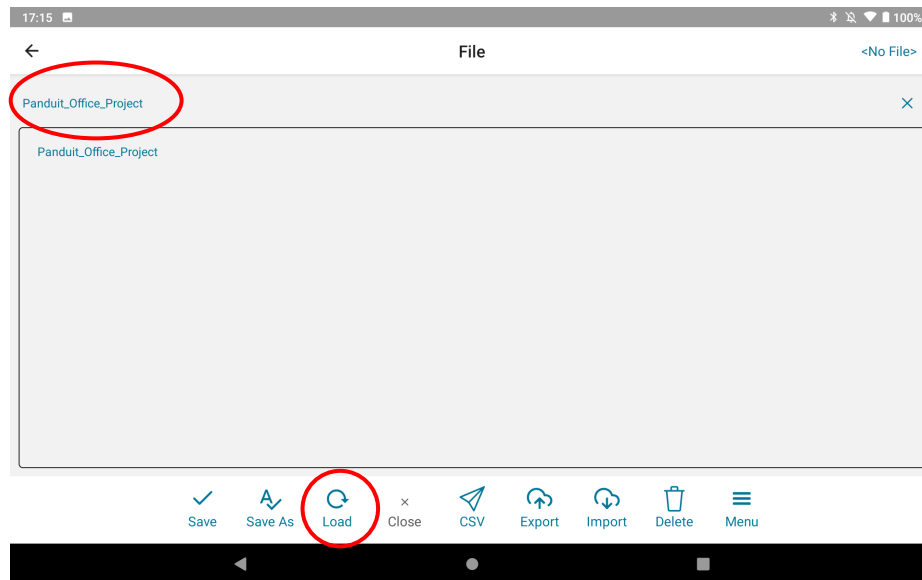 17:15 100%
File <No File>
Panduit_Office_Project
Panduit_Office_Project
Save Save As Load Close CSV Export Import Delete Menu